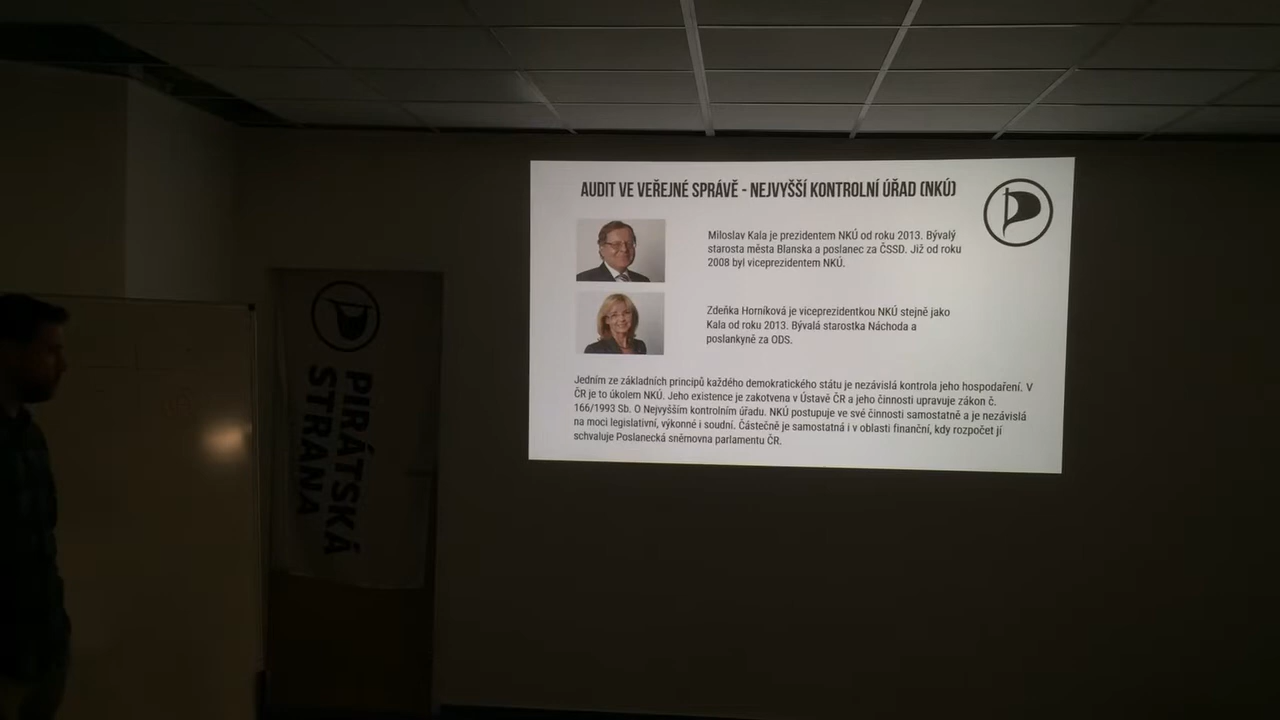 AUDIT VE VEŘEJNÉ SPRÁVĚ - NEJVYŠŠÍ KONTROLNÍ ÚŘAD (NKÚ)
Miloslav Kala je prezidentem NKÚ od roku 2013. Bývalý
starosta města Blanska a poslanec za ČSSD. Již od roku
2008 byl viceprezidentem NKÚ.
Zdeňka Horníková je viceprezidentkou NKÚ stejně jako
Kala od roku 2013. Bývalá starostka Náchoda a
poslankyně za ODS.
Jedním ze základních principů každého demokratického státu je nezávislá kontrola jeho hospodaření. V
ČR je to úkolem NKÚ. Jeho existence je zakotvena v Ústavě ČR a jeho činnosti upravuje zákon č.
166/1993 Sb. O Nejvyšším kontrolním úřadu. NKÚ postupuje ve své činnosti samostatně a je nezávislá
na moci legislativní, výkonné i soudní. Částečně je samostatná i v oblasti finanční, kdy rozpočet jí
schvaluje Poslanecká sněmovna parlamentu ČR.
PIRÁTSKÁ
STRANA